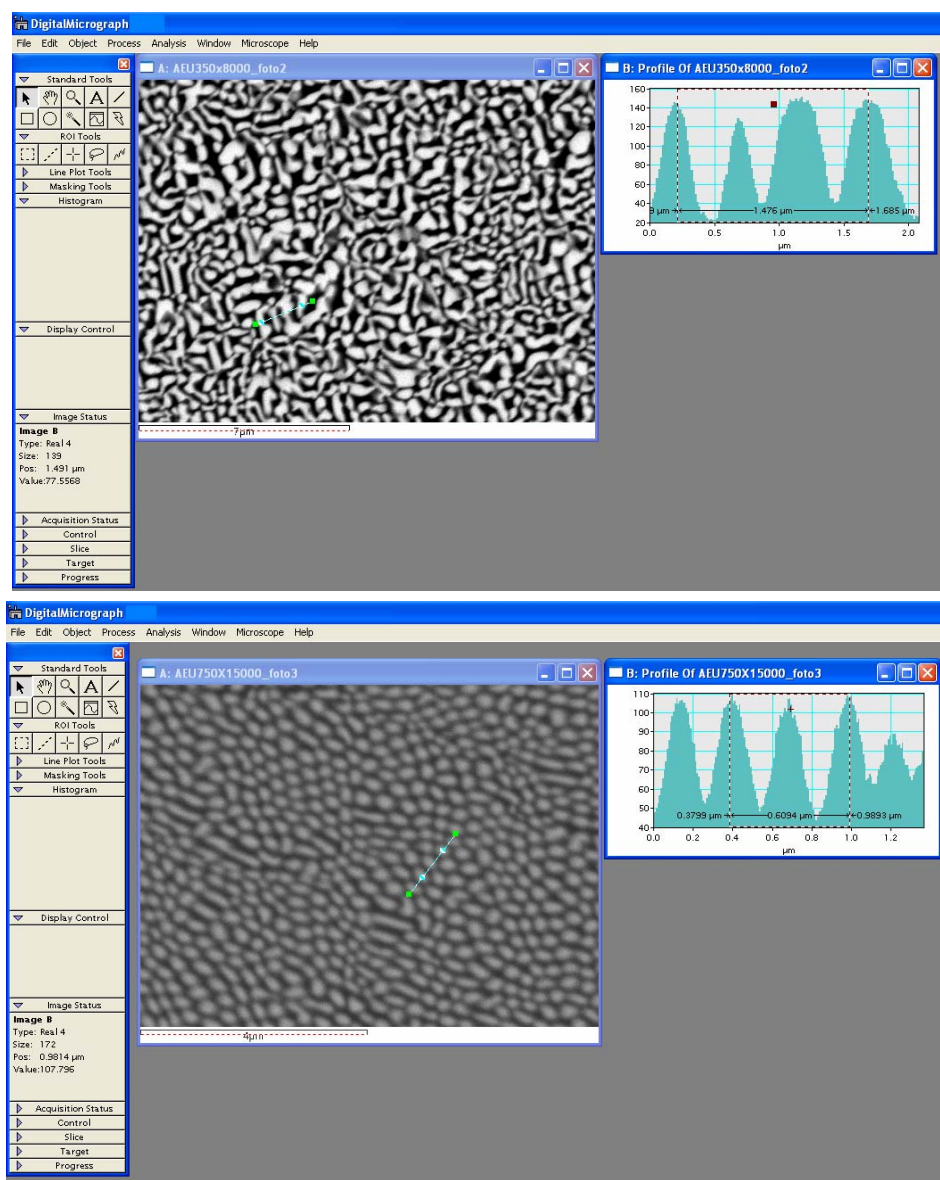 DigitalMicrograph
File Edit Object Process Analysis Window Microscope Help
Standard Tools
A
ROI Tools
Line Plot Tools
Masking Tools
Histogram
Display Control
Image Status
Image B
Type: Real 4
Size: 139
Pos: 1.491 µm
Value:77.5568
Acquisition Status
Control
Slice
Target
Progress
A: AEU350x8000_foto2
7µm
B: Profile Of AEU350x8000_foto2
160
140
120
100
80
60
40
20
9 µm 1.476 µm 1.685 µm
0.0 0.5 1.0 1.5 2.0
µm
DigitalMicrograph
File Edit Object Process Analysis Window Microscope Help
Standard Tools
A
ROI Tools
Line Plot Tools
Masking Tools
Histogram
Display Control
Image Status
Image B
Type: Real 4
Size: 172
Pos: 0.9814 µm
Value:107.796
Acquisition Status
Control
Slice
Target
Progress
A: AEU750X15000_foto3
4µm
B: Profile Of AEU750X15000_foto3
110
100
90
80
70
60
50
40
0.3799 µm 0.6094 µm 0.9893 µm
0.0 0.2 0.4 0.6 0.8 1.0 1.2
µm